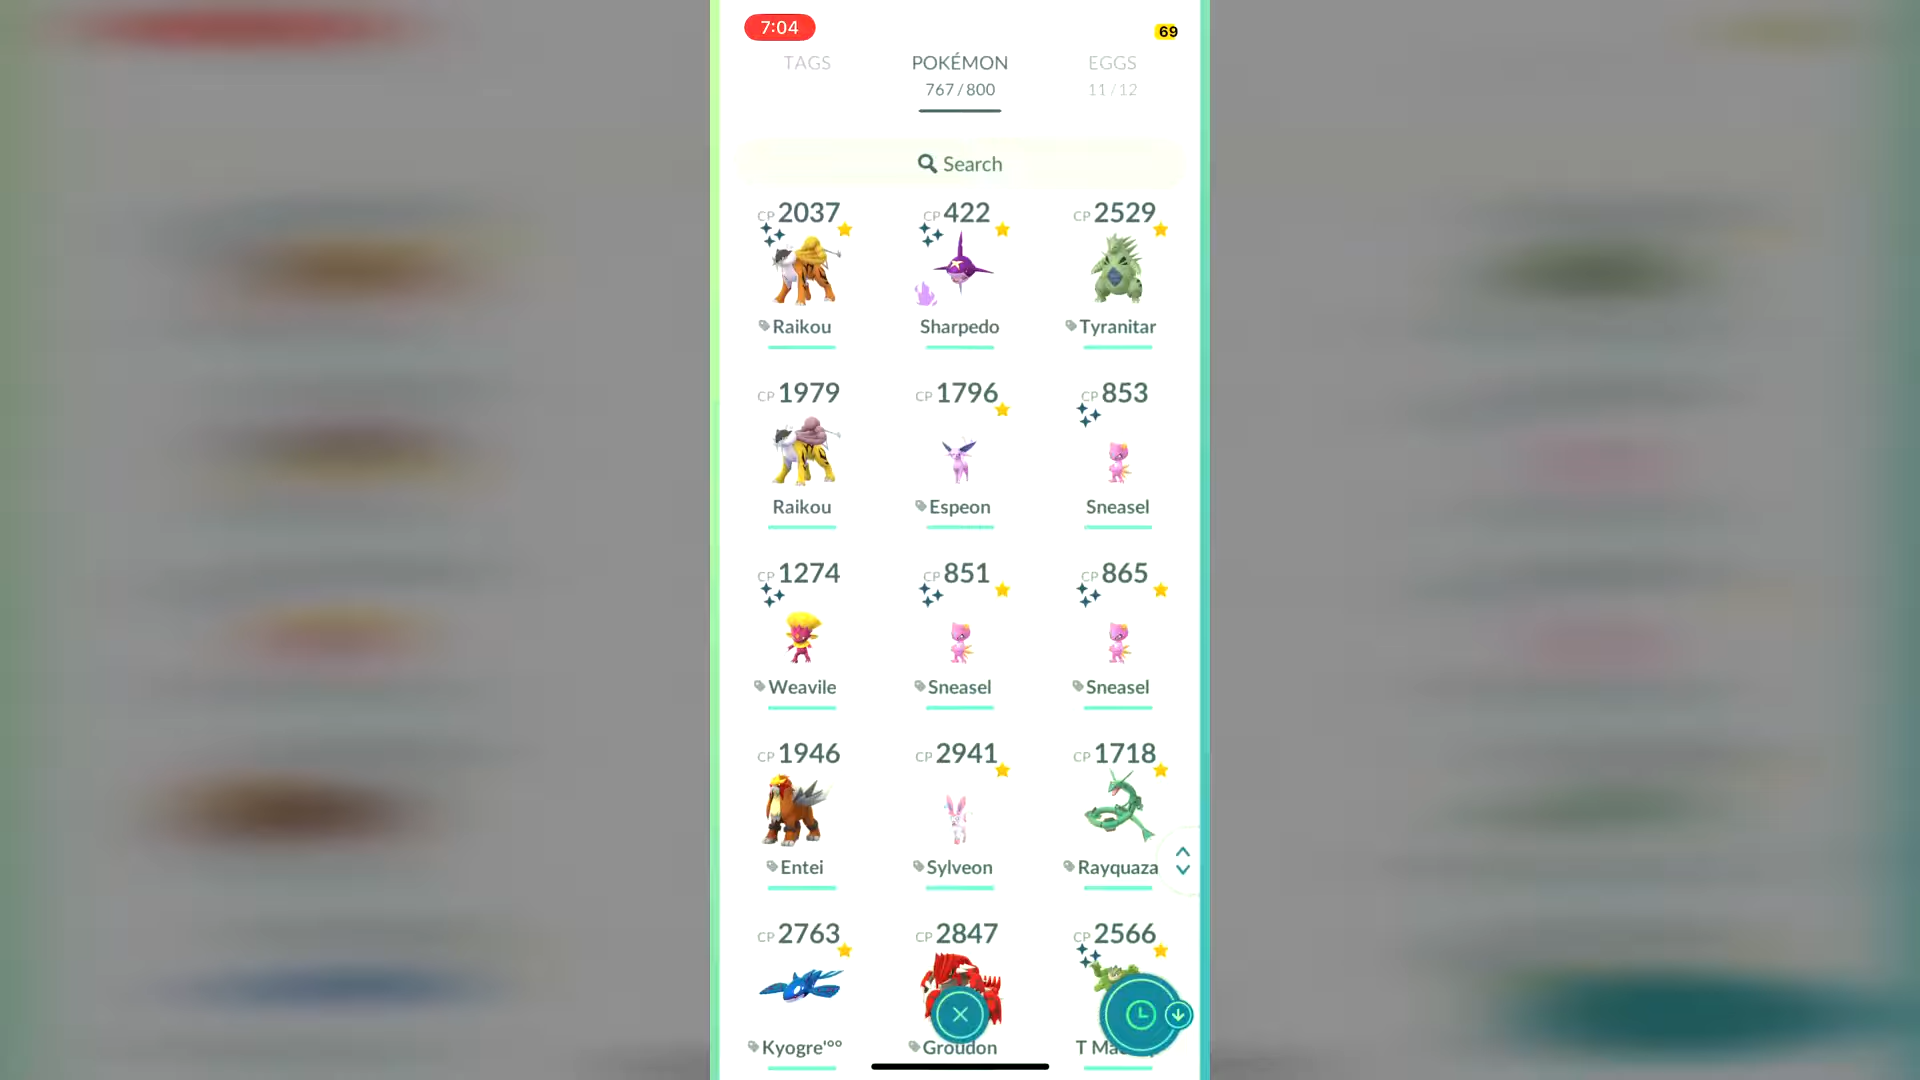 7:04
69
TAGS
POKÉMON
EGGS
767 / 800
11 / 12
Search
CP 2037
CP 422
CP 2529
Raikou
Sharpedo
Tyranitar
CP 1979
CP 1796
CP 853
Raikou
Espeon
Sneasel
CP 1274
CP 851
CP 865
Weavile
Sneasel
Sneasel
CP 1946
CP 2941
CP 1718
Entei
Sylveon
Rayquaza
CP 2763
CP 2847
CP 2566
Kyogre'°°
Groudon
T